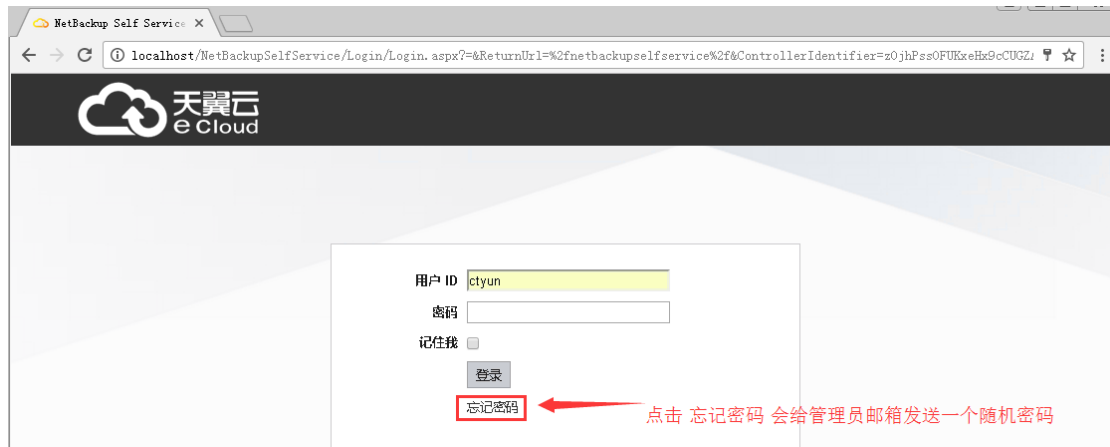 NetBackup Self Service
localhost/NetBackupSelfService/Login/Login.aspx?=&ReturnUrl=%2fnetbackupselfservice%2f&ControllerIdentifier=z0jhPssOFUKxeHx9cCUGZ
天翼云
e Cloud
用户 ID ctyun
密码
记住我
登录
忘记密码
点击 忘记密码 会给管理员邮箱发送一个随机密码